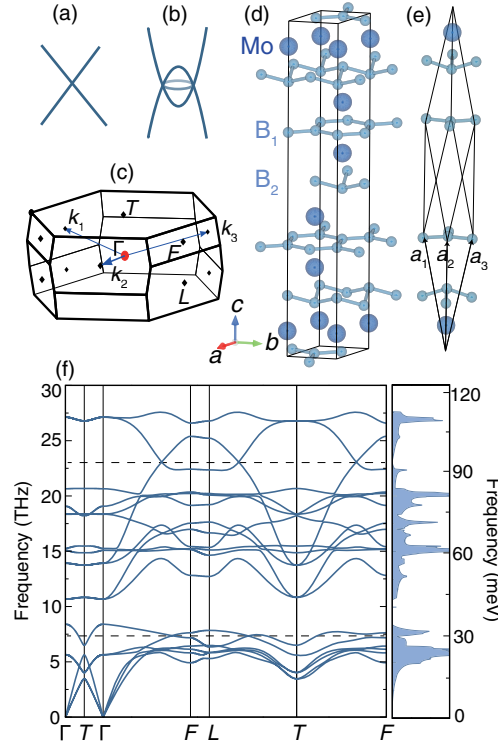 (a)
(b)
(d)
(e)
Mo
B1
B2
(c)
T
k1
Γ
k3
F
k2
L
a1
a2
a3
c
a
b
(f)
30
25
20
15
10
5
0
Frequency (THz)
Γ T Γ F L T F
120
90
60
30
0
Frequency (meV)